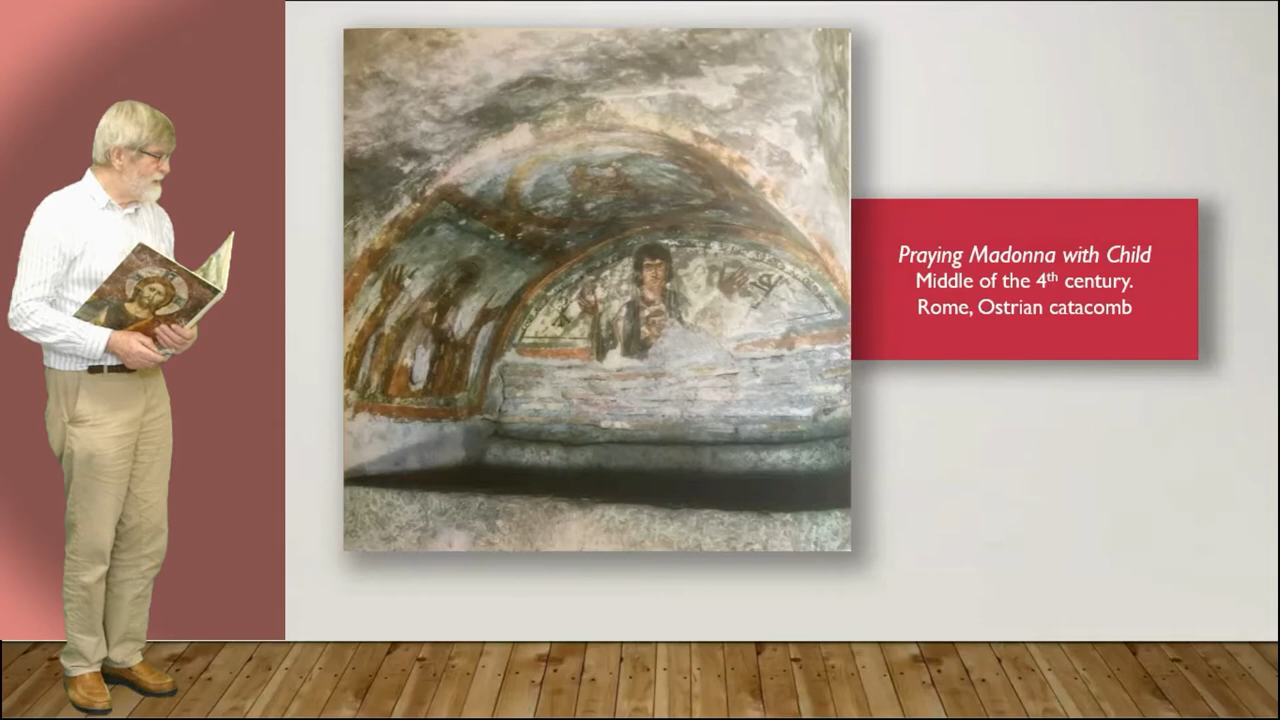 Praying Madonna with Child
Middle of the 4th century.
Rome, Ostrian catacomb